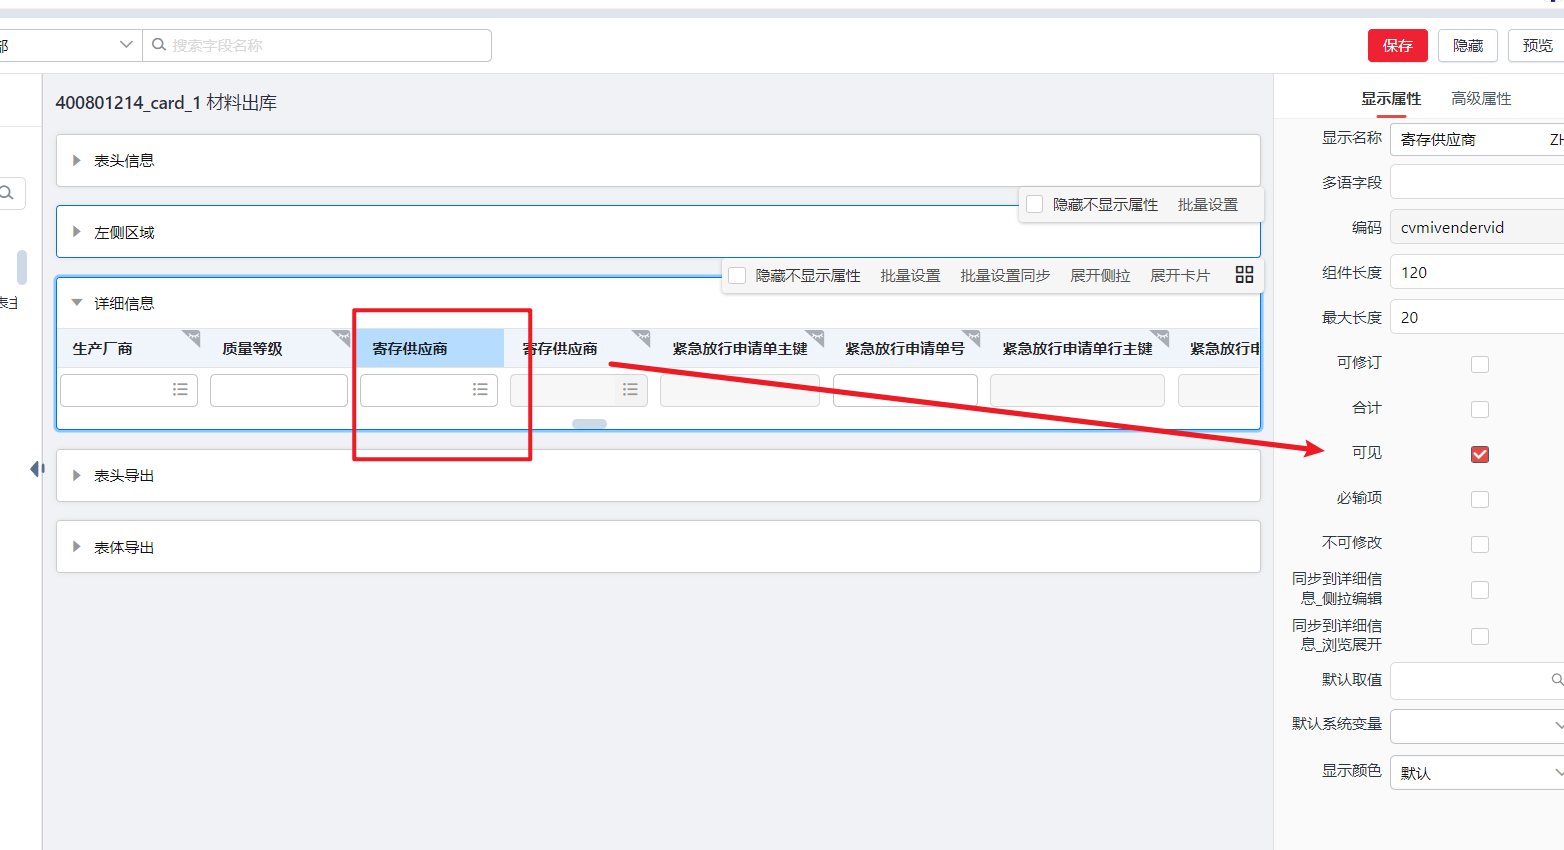 部
搜索字段名称
保存
隐藏
预览
400801214_card_1 材料出库
表头信息
隐藏不显示属性 批量设置
左侧区域
隐藏不显示属性 批量设置 批量设置同步 展开侧拉 展开卡片
详细信息
生产厂商 质量等级 寄存供应商 寄存供应商 紧急放行申请单主键 紧急放行申请单号 紧急放行申请单行主键 紧急放行申
表头导出
表体导出
显示属性 高级属性
显示名称 寄存供应商 ZH
多语字段
编码 cvmivendervid
组件长度 120
最大长度 20
可修订
合计
可见
必输项
不可修改
同步到详细信
息_侧拉编辑
同步到详细信
息_浏览展开
默认取值
默认系统变量
显示颜色 默认